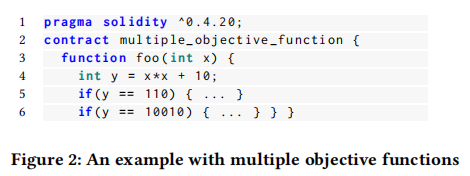 1 pragma solidity ^0.4.20;
2 contract multiple_objective_function {
3 function foo(int x) {
4 int y = x*x + 10;
5 if(y == 110) { ... }
6 if(y == 10010) { ... } } }
Figure 2: An example with multiple objective functions